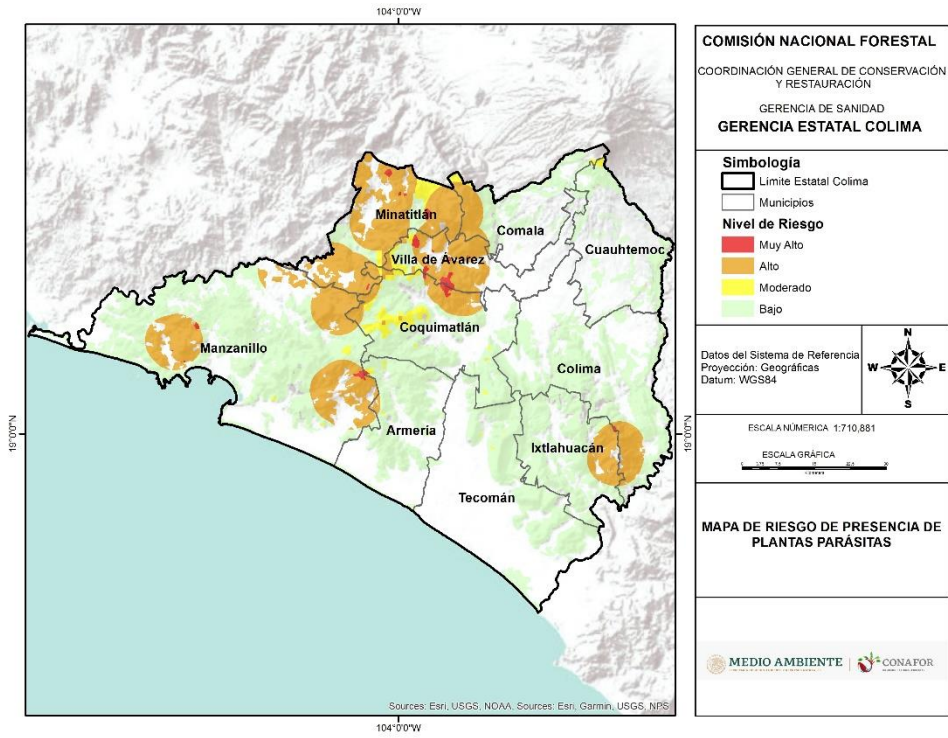 104°0'0"W
19°0'0"N
Minatitlán
Comala
Cuauhtemoc
Villa de Ávarez
Coquimatlán
Manzanillo
Colima
Armería
Ixtlahuacán
Tecomán
19°0'0"N
Sources: Esri, USGS, NOAA, Sources: Esri, Garmin, USGS, NPS
104°0'0"W
COMISIÓN NACIONAL FORESTAL
COORDINACIÓN GENERAL DE CONSERVACIÓN
Y RESTAURACIÓN
GERENCIA DE SANIDAD
GERENCIA ESTATAL COLIMA
Simbología
Límite Estatal Colima
Municipios
Nivel de Riesgo
Muy Alto
Alto
Moderado
Bajo
Datos del Sistema de Referencia
Proyección: Geográficas
Datum: WGS84
N
W
E
S
ESCALA NÚMERICA 1:710,881
ESCALA GRÁFICA
MAPA DE RIESGO DE PRESENCIA DE
PLANTAS PARÁSITAS
MEDIO AMBIENTE
CONAFOR